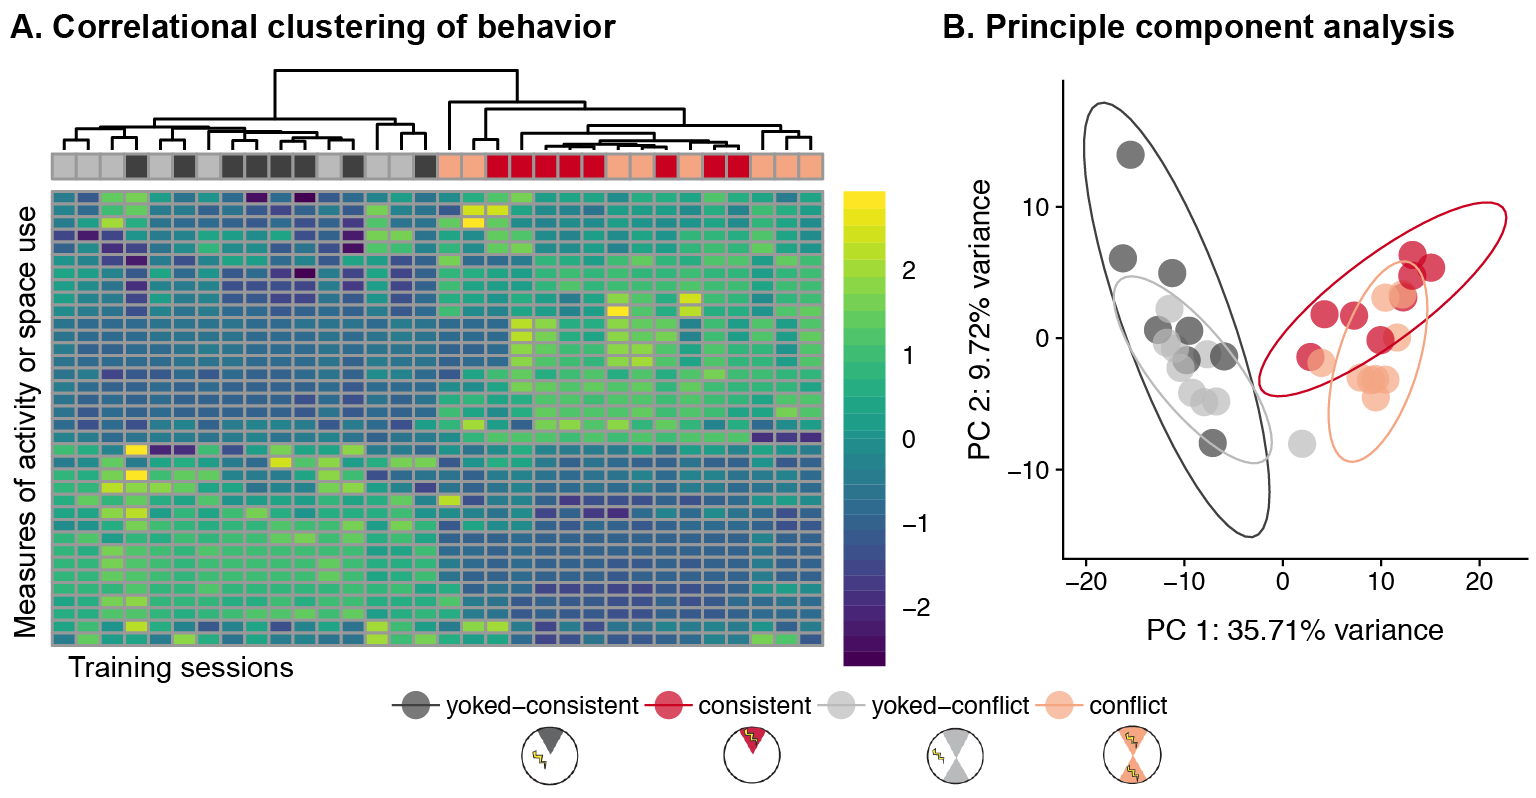 A. Correlational clustering of behavior
B. Principle component analysis
Measures of activity or space use
2
1
0
−1
−2
Training sessions
PC 2: 9.72% variance
10
0
−10
−20
−10
0
10
20
PC 1: 35.71% variance
yoked−consistent
consistent
yoked−conflict
conflict